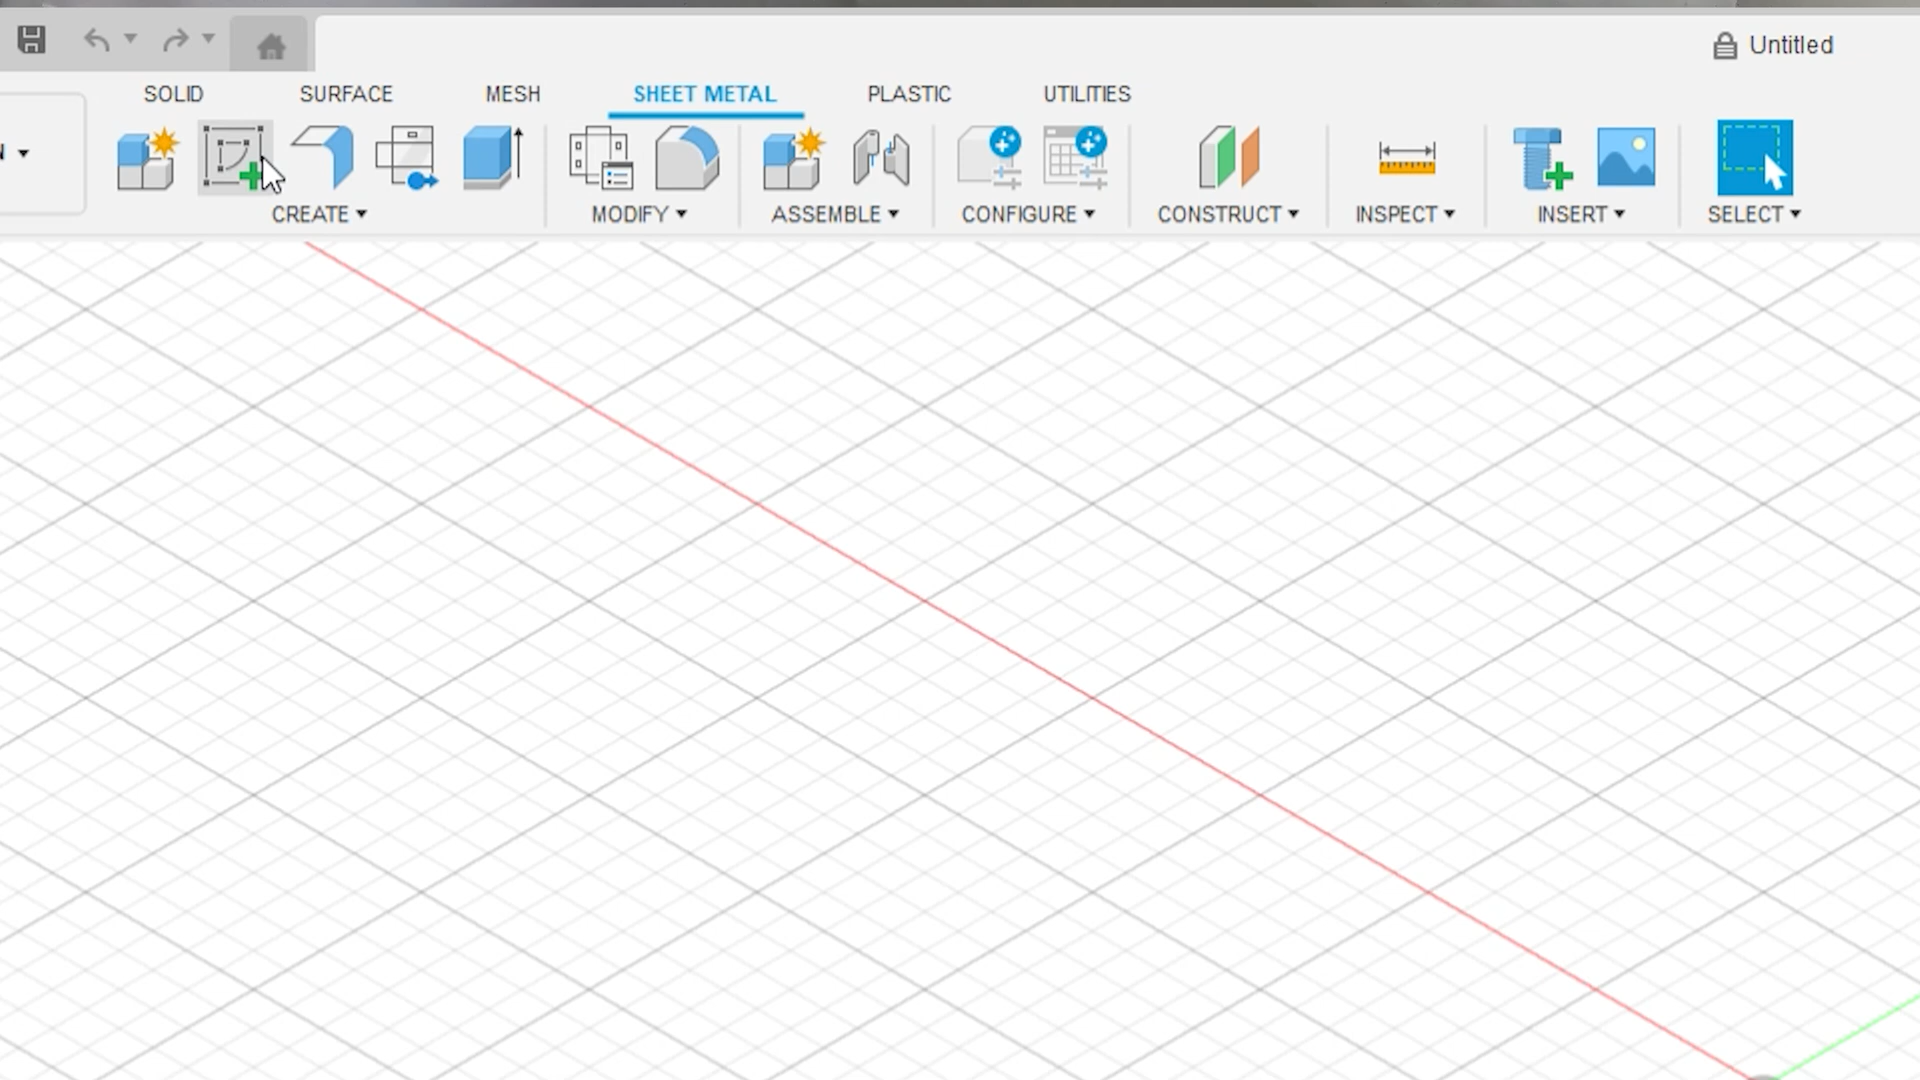 Untitled
SOLID SURFACE MESH SHEET METAL PLASTIC UTILITIES
CREATE MODIFY ASSEMBLE CONFIGURE CONSTRUCT INSPECT INSERT SELECT